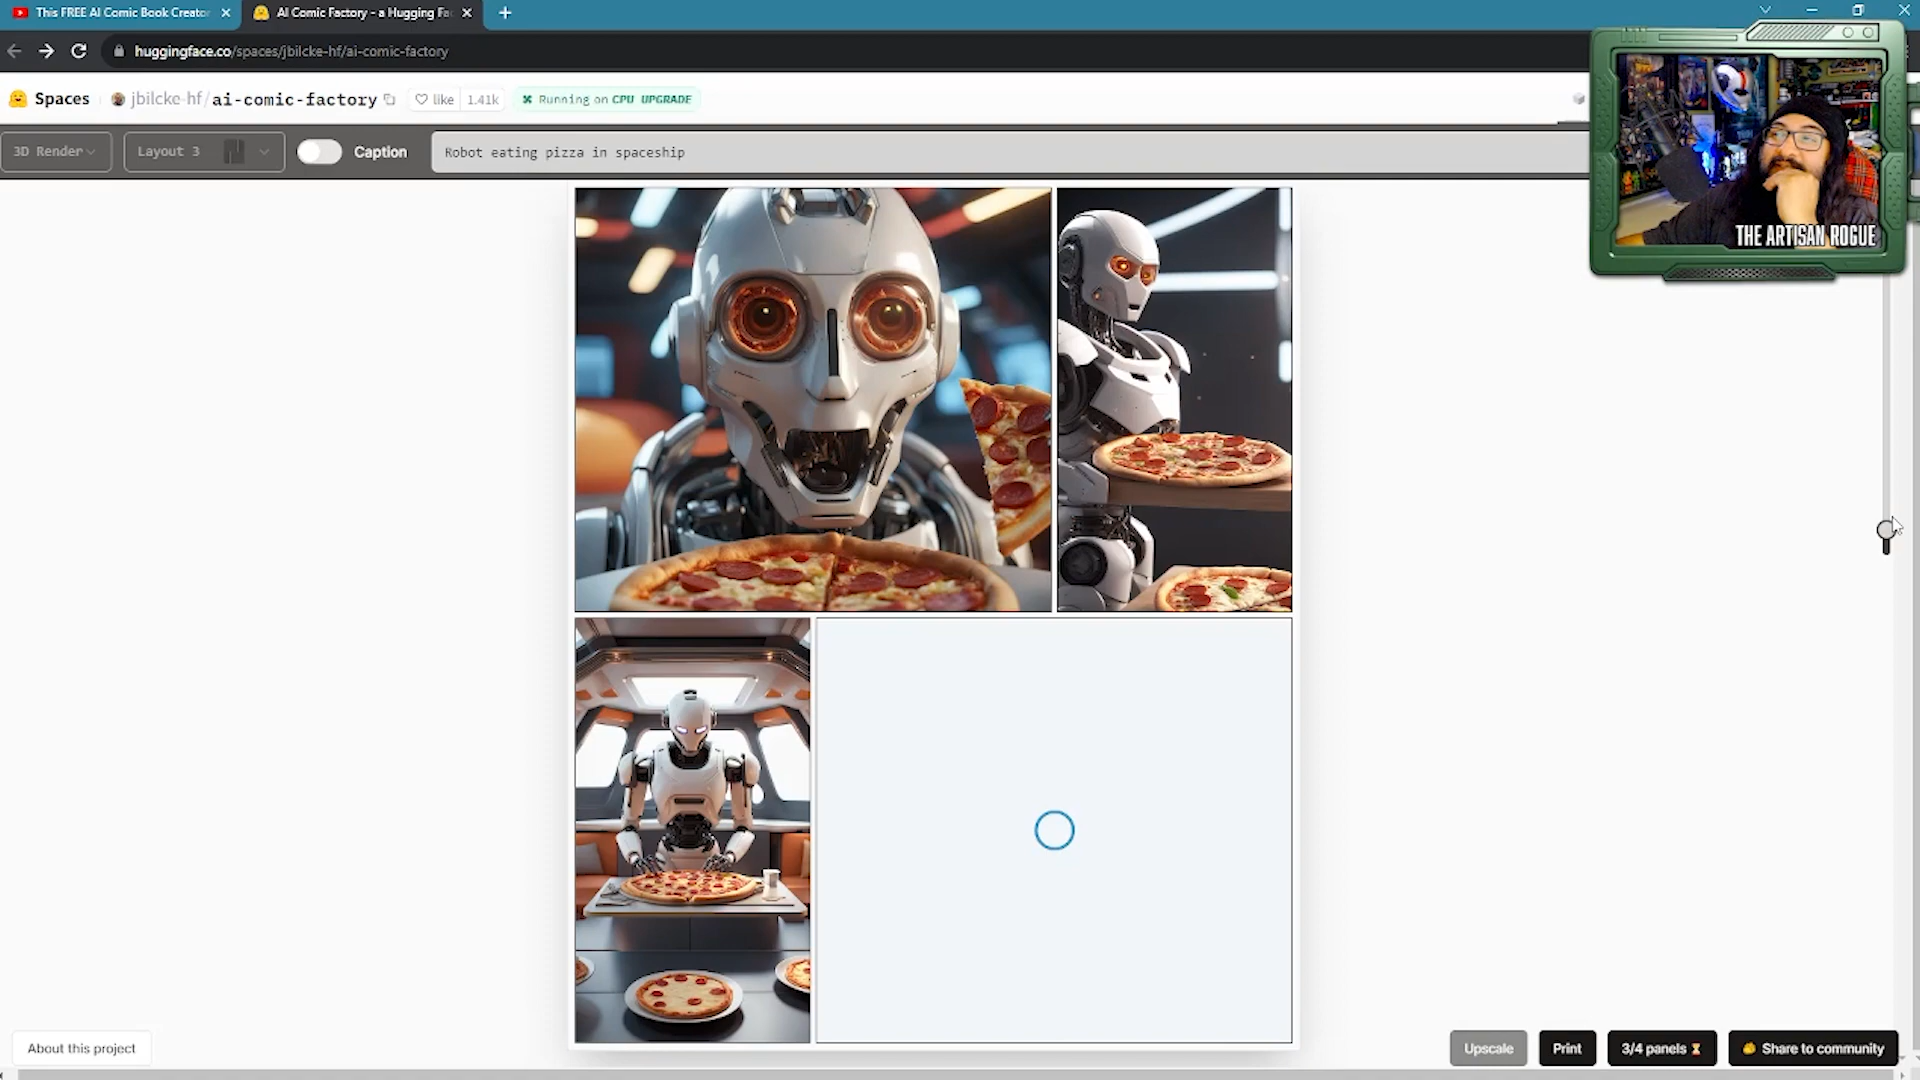 This FREE AI Comic Book Creator
AI Comic Factory - a Hugging Fa
huggingface.co/spaces/jbilcke-hf/ai-comic-factory
Spaces jbilcke-hf/ai-comic-factory like 1.41k Running on CPU UPGRADE
3D Render Layout 3 Caption Robot eating pizza in spaceship
THE ARTISAN ROGUE
About this project Upscale Print 3/4 panels Share to community